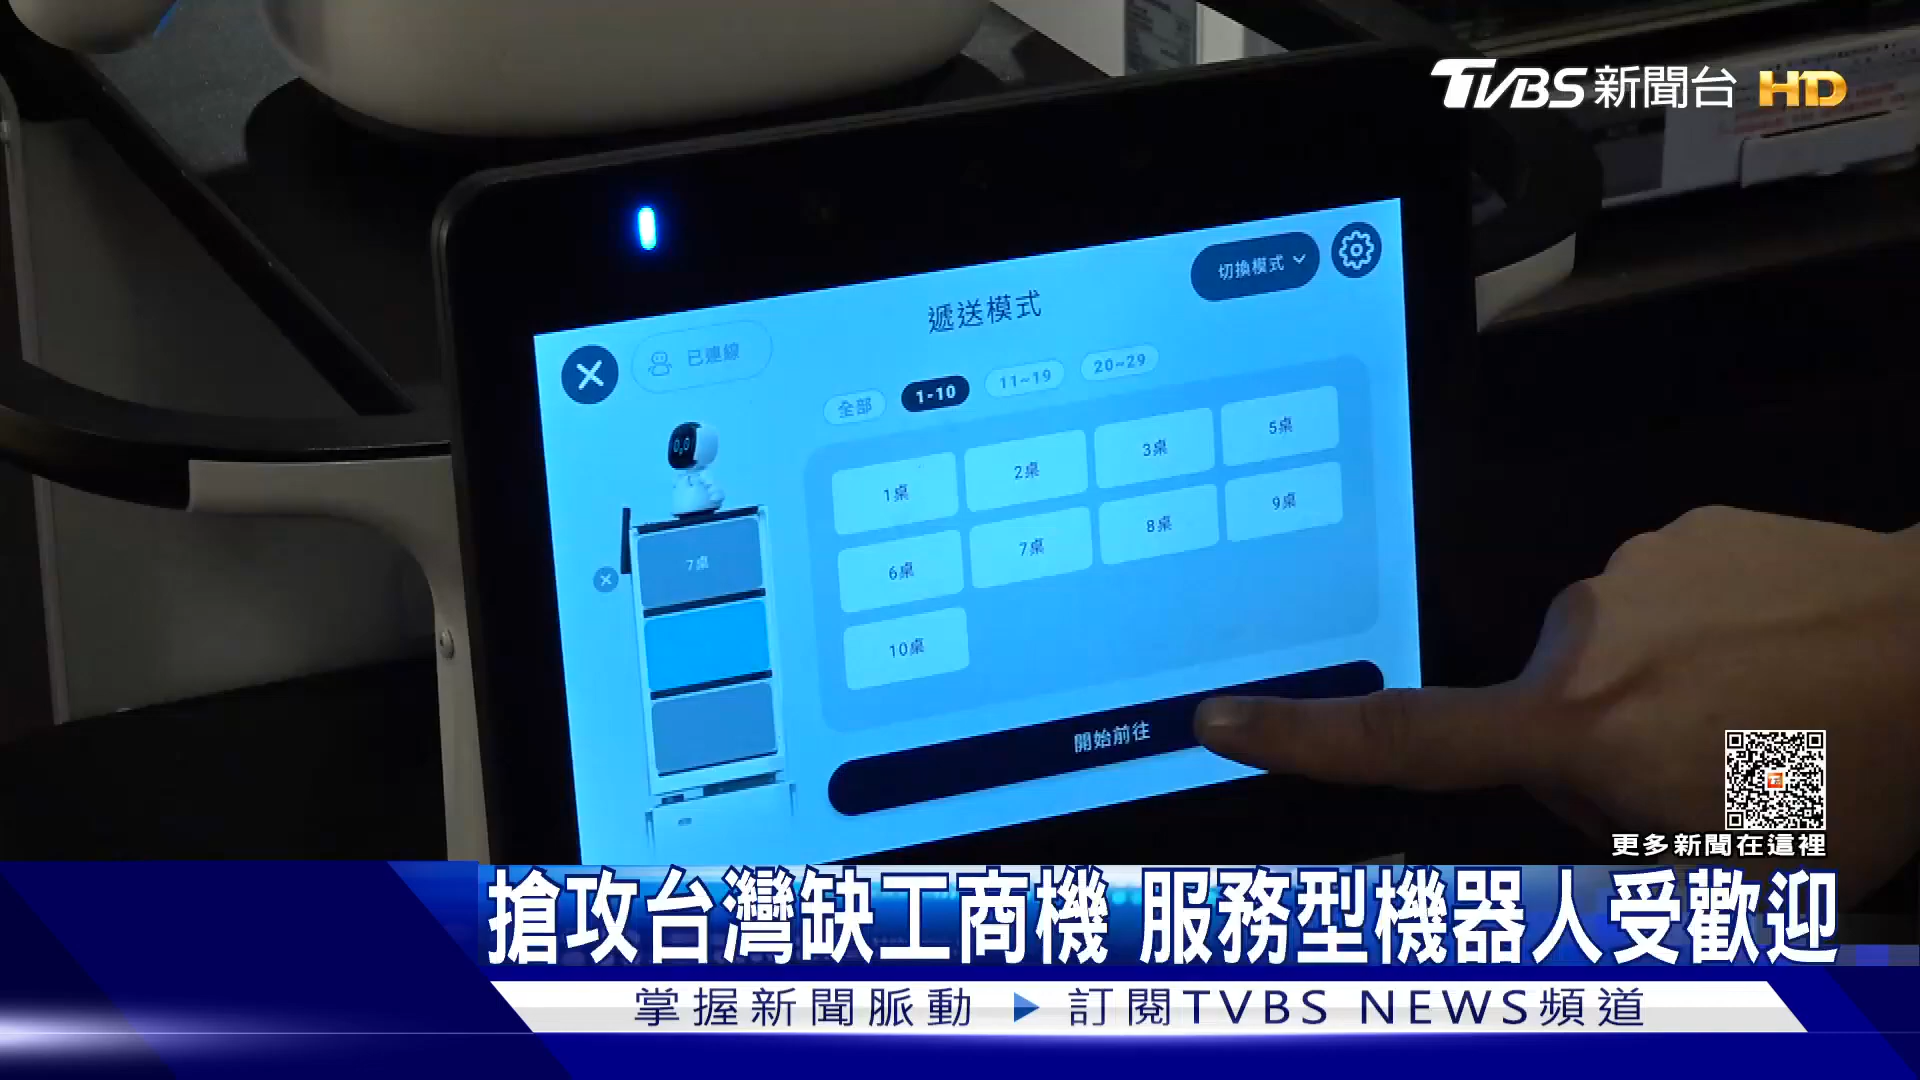 TVBS新聞台 HD
切換模式
遞送模式
已連線
全部 1-10 11~19 20~29
1桌 2桌 3桌 5桌
6桌 7桌 8桌 9桌
10桌
7桌
開始前往
更多新聞在這裡
搶攻台灣缺工商機 服務型機器人受歡迎
掌握新聞脈動 ▶ 訂閱TVBS NEWS頻道